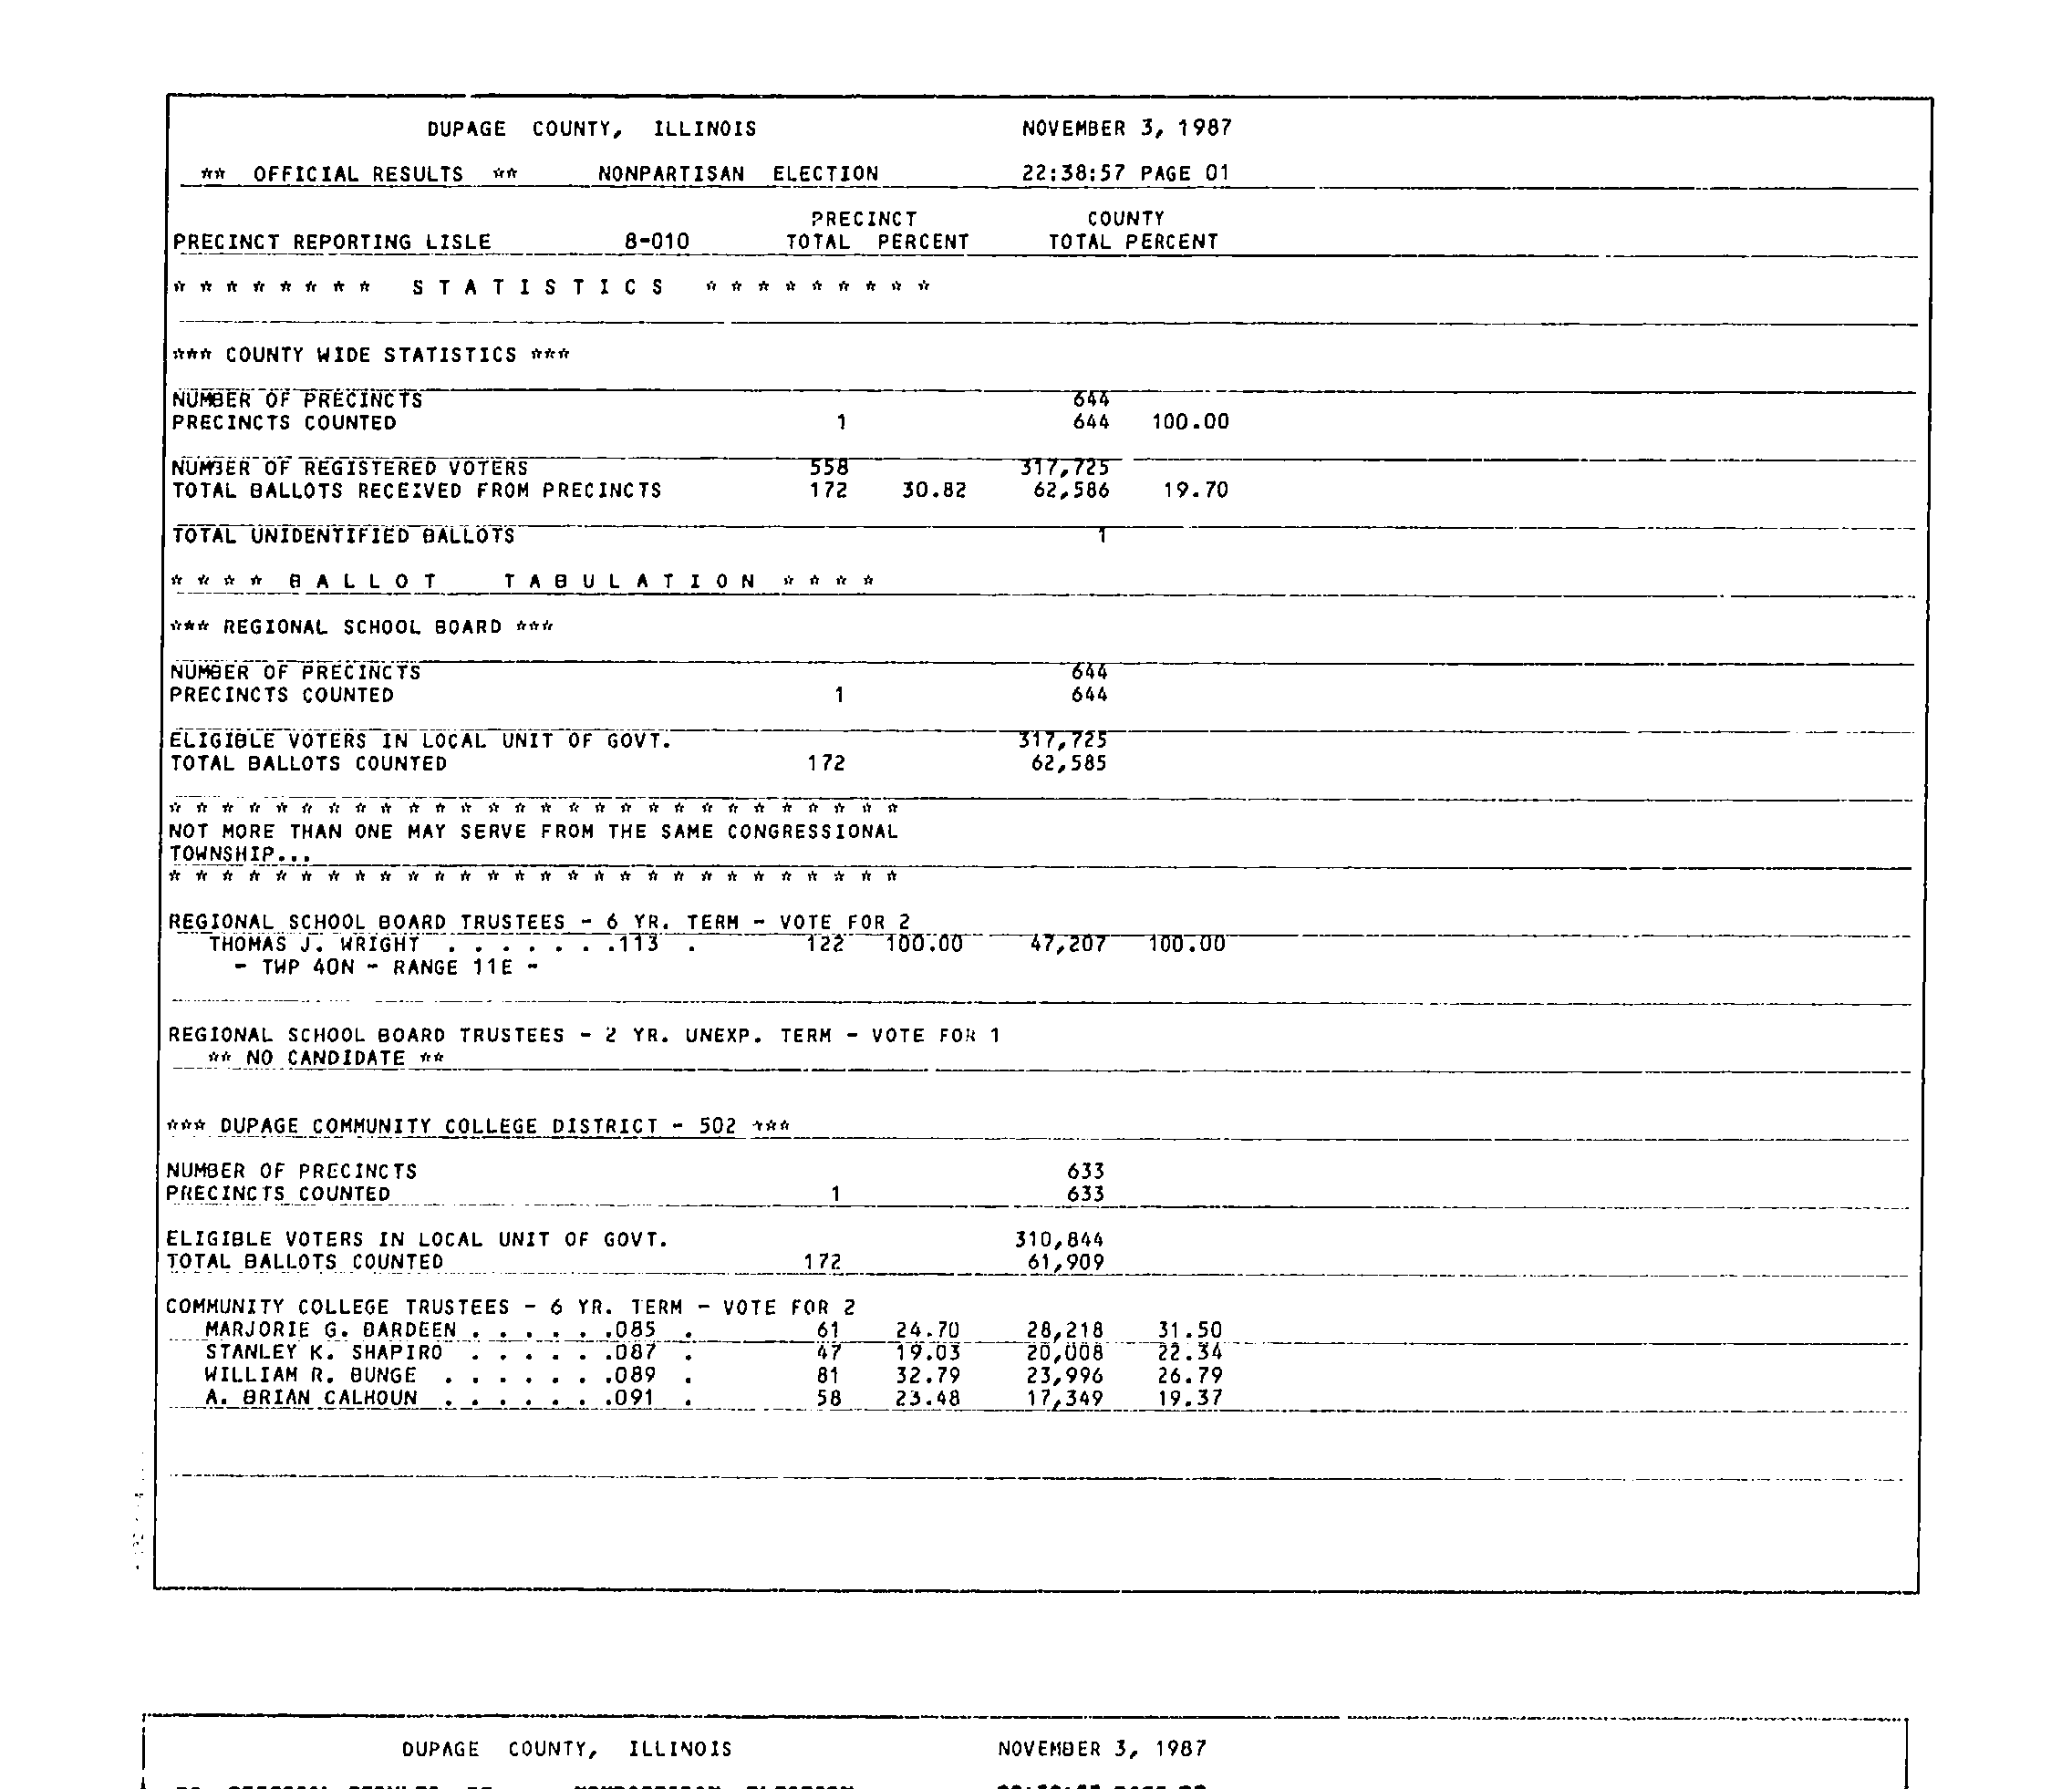 DUPAGE COUNTY, ILLINOIS NOVEMBER 3, 1987
** OFFICIAL RESULTS ** NONPARTISAN ELECTION 22:38:57 PAGE 01
PRECINCT COUNTY
PRECINCT REPORTING LISLE 8-010 TOTAL PERCENT TOTAL PERCENT
* * * * * * * * S T A T I S T I C S * * * * * * * * *
*** COUNTY WIDE STATISTICS ***
NUMBER OF PRECINCTS 644
PRECINCTS COUNTED 1 644 100.00
NUMBER OF REGISTERED VOTERS 558 317,725
TOTAL BALLOTS RECEIVED FROM PRECINCTS 172 30.82 62,586 19.70
TOTAL UNIDENTIFIED BALLOTS 1
* * * * B A L L O T T A B U L A T I O N * * * *
*** REGIONAL SCHOOL BOARD ***
NUMBER OF PRECINCTS 644
PRECINCTS COUNTED 1 644
ELIGIBLE VOTERS IN LOCAL UNIT OF GOVT. 317,725
TOTAL BALLOTS COUNTED 172 62,585
* * * * * * * * * * * * * * * * * * * * * * * * * * * *
NOT MORE THAN ONE MAY SERVE FROM THE SAME CONGRESSIONAL
TOWNSHIP...
* * * * * * * * * * * * * * * * * * * * * * * * * * * *
REGIONAL SCHOOL BOARD TRUSTEES - 6 YR. TERM - VOTE FOR 2
THOMAS J. WRIGHT . . . . . . .113 . 122 100.00 47,207 100.00
- TWP 40N - RANGE 11E -
REGIONAL SCHOOL BOARD TRUSTEES - 2 YR. UNEXP. TERM - VOTE FOR 1
** NO CANDIDATE **
*** DUPAGE COMMUNITY COLLEGE DISTRICT - 502 ***
NUMBER OF PRECINCTS 633
PRECINCTS COUNTED 1 633
ELIGIBLE VOTERS IN LOCAL UNIT OF GOVT. 310,844
TOTAL BALLOTS COUNTED 172 61,909
COMMUNITY COLLEGE TRUSTEES - 6 YR. TERM - VOTE FOR 2
MARJORIE G. BARDEEN . . . . . .085 . 61 24.70 28,218 31.50
STANLEY K. SHAPIRO . . . . . .087 . 47 19.03 20,008 22.34
WILLIAM R. BUNGE . . . . . . .089 . 81 32.79 23,996 26.79
A. BRIAN CALHOUN . . . . . . .091 . 58 23.48 17,349 19.37
DUPAGE COUNTY, ILLINOIS NOVEMBER 3, 1987